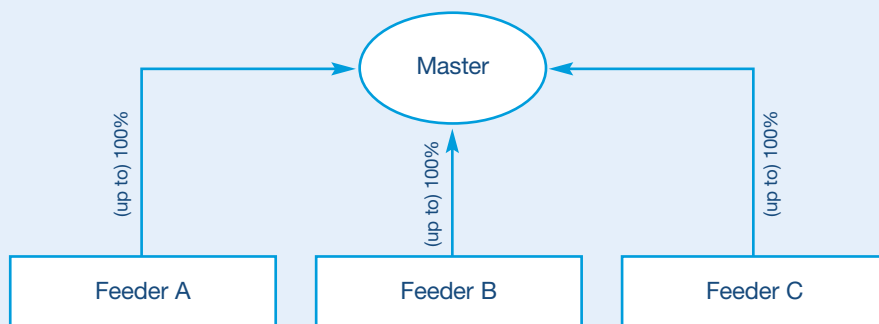 Master
(up to) 100%
(up to) 100%
(up to) 100%
Feeder A
Feeder B
Feeder C